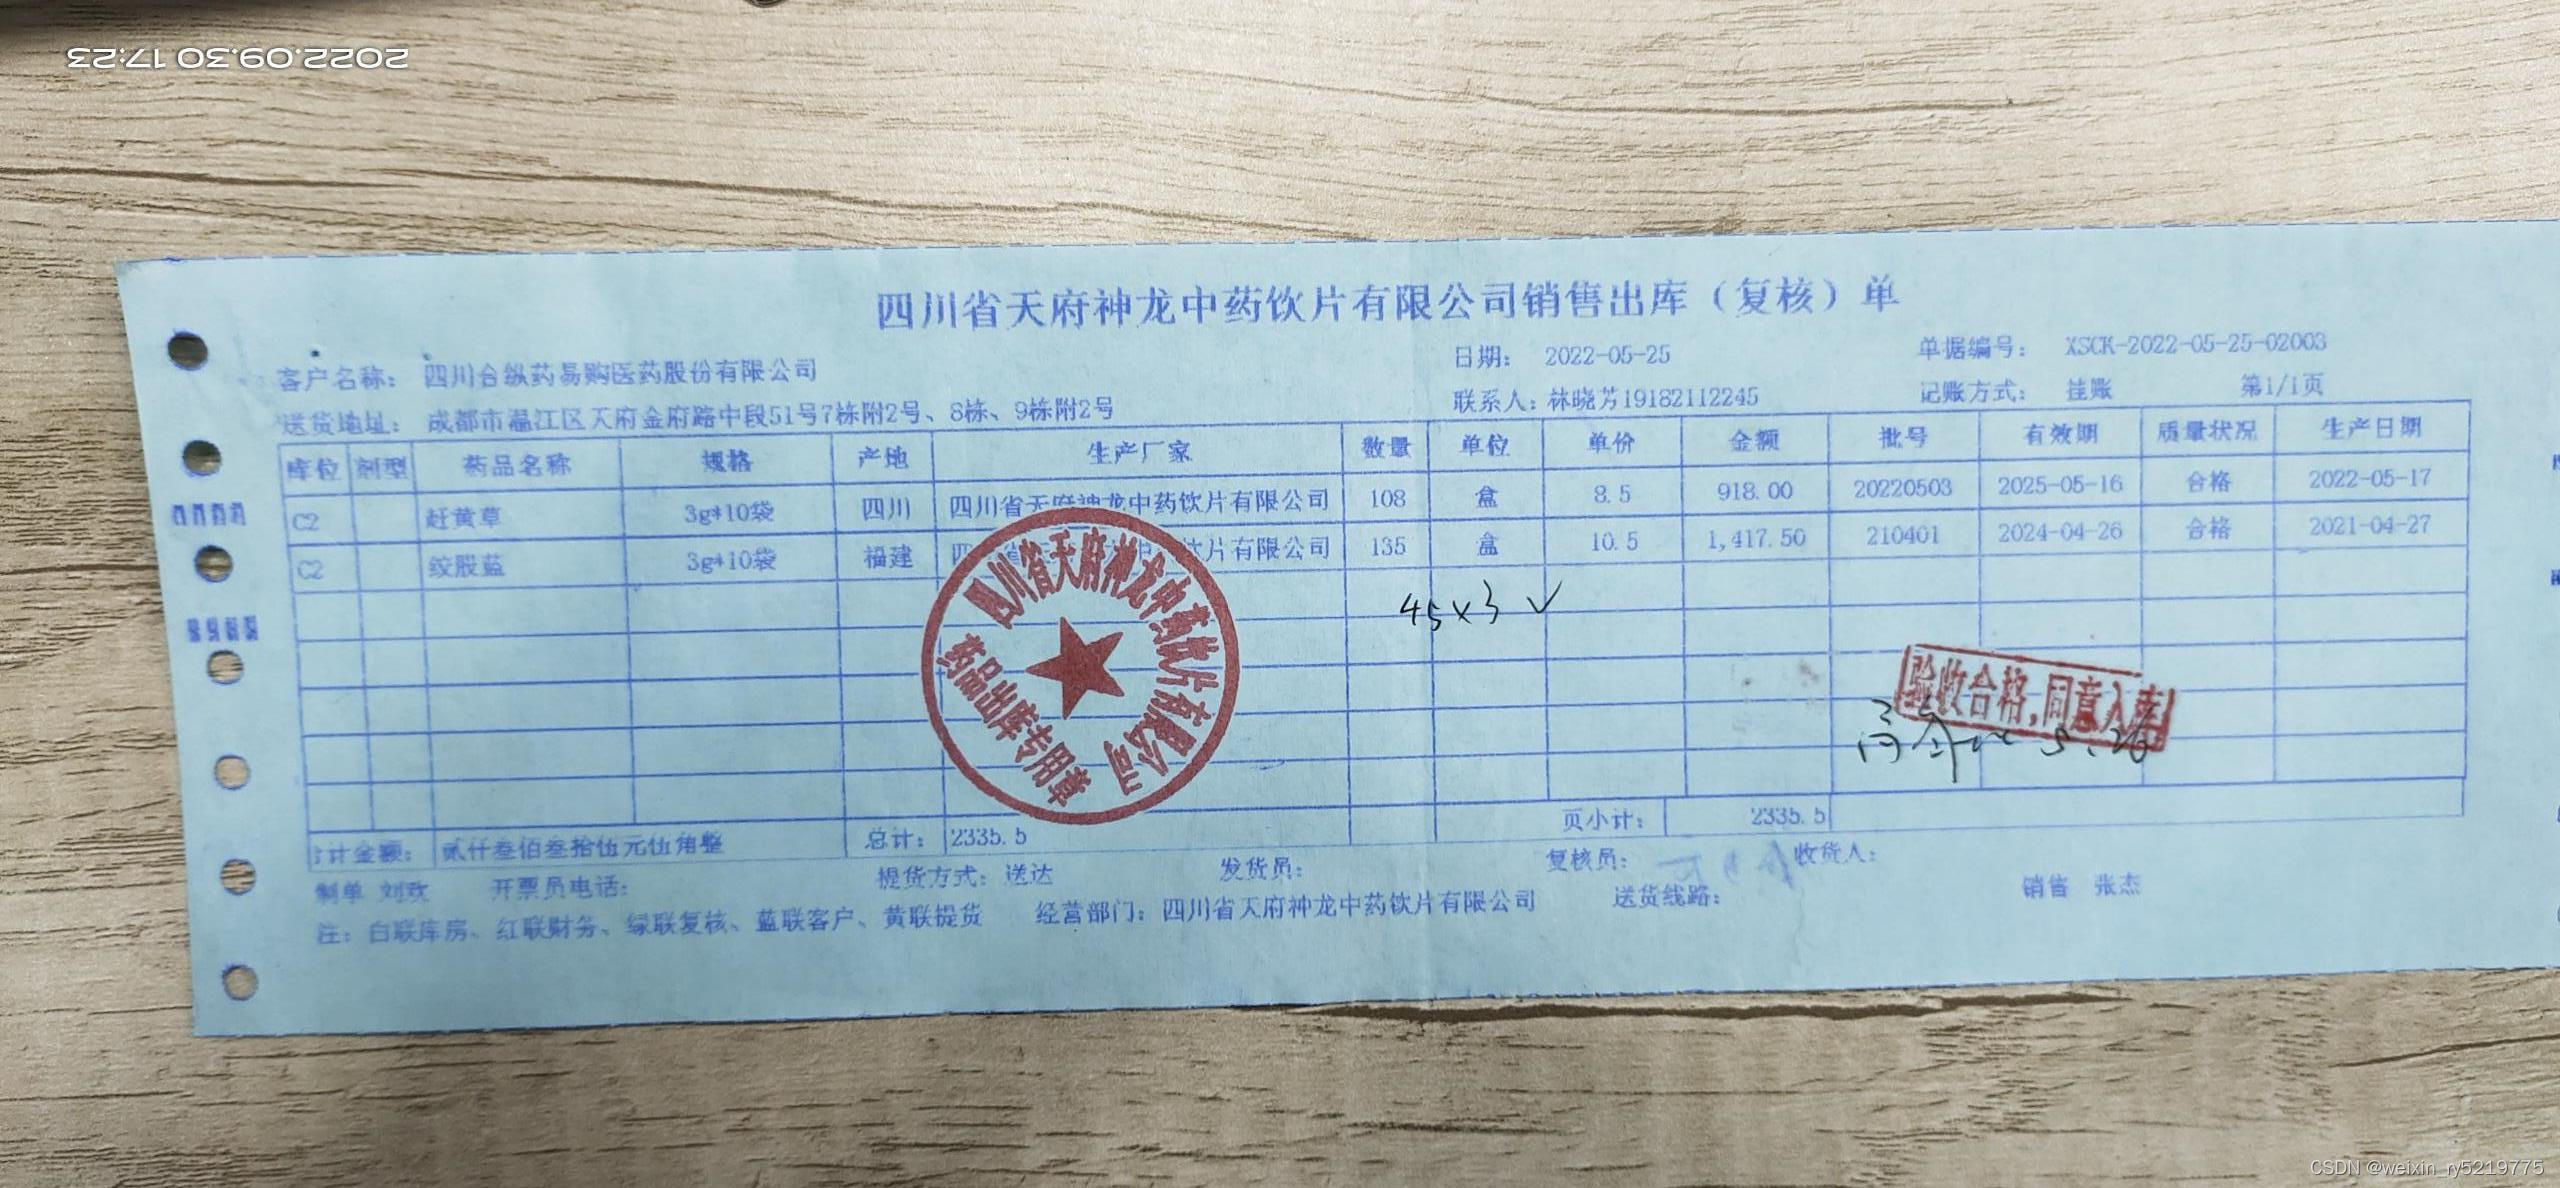 2022.09.30 17:23
四川省天府神龙中药饮片有限公司销售出库（复核）单
客户名称： 四川合纵药易购医药股份有限公司 日期： 2022-05-25 单据编号： XSCK-2022-05-25-02003
送货地址： 成都市温江区天府金府路中段51号7栋附2号、8栋、9栋附2号 联系人：林晓芳19182112245 记账方式： 挂账 第1/1页
库位 剂型 药品名称 规格 产地 生产厂家 数量 单位 单价 金额 批号 有效期 质量状况 生产日期
C2 赶黄草 3g*10袋 四川 四川省天府神龙中药饮片有限公司 108 盒 8.5 918.00 20220503 2025-05-16 合格 2022-05-17
C2 绞股蓝 3g*10袋 福建 四川省天府神龙中药饮片有限公司 135 盒 10.5 1,417.50 210401 2024-04-26 合格 2021-04-27
45×3 √
四川省天府神龙中药饮片有限公司
药品出库专用章
验收合格,同意入库
5.26
页小计： 2335.5
合计金额： 贰仟叁佰叁拾伍元伍角整 总计： 2335.5
制单 刘欢 开票员电话： 提货方式：送达 发货员： 复核员： 收货人：
注：白联库房、红联财务、绿联复核、蓝联客户、黄联提货 经营部门：四川省天府神龙中药饮片有限公司 送货线路： 销售 张杰
CSDN @weixin_ry5219775